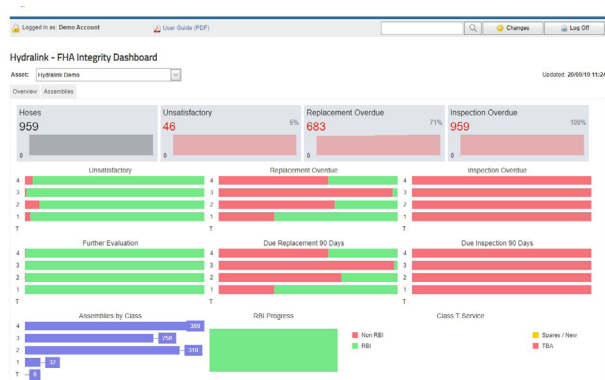 Logged in as: Demo Account
User Guide (PDF)
Changes
Log Off
Hydralink - FHA Integrity Dashboard
Asset: Hydralink Demo
Updated: 20/09/19 11:24
Overview Assemblies
Hoses
959
0
Unsatisfactory
46
5%
0
Replacement Overdue
683
71%
0
Inspection Overdue
959
100%
0
Unsatisfactory
4
3
2
1
T
Replacement Overdue
4
3
2
1
T
Inspection Overdue
4
3
2
1
T
Further Evaluation
4
3
2
1
T
Due Replacement 90 Days
4
3
2
1
T
Due Inspection 90 Days
4
3
2
1
T
Assemblies by Class
4 359
3 258
2 310
1 32
T 0
RBI Progress
Non RBI
RBI
Class T Service
Spares / New
TBA